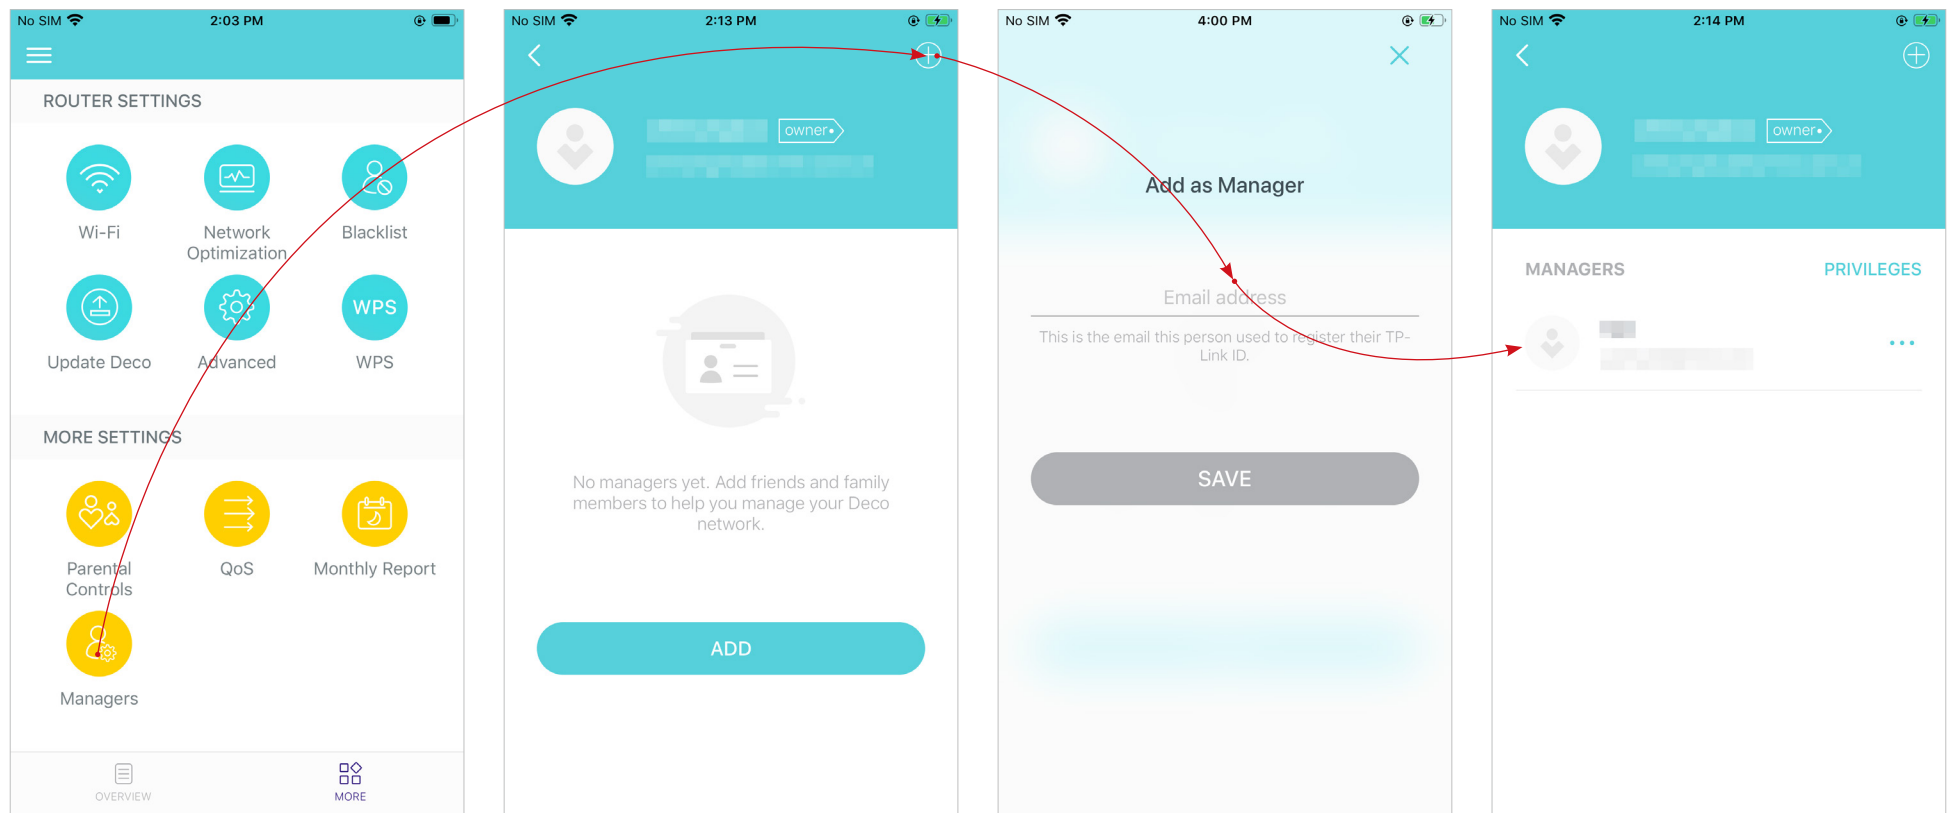 No SIM 2:03 PM
ROUTER SETTINGS
Wi-Fi
Network
Optimization
Blacklist
Update Deco
Advanced
WPS
WPS
MORE SETTINGS
Parental
Controls
QoS
Monthly Report
Managers
OVERVIEW
MORE
No SIM 2:13 PM
owner
No managers yet. Add friends and family
members to help you manage your Deco
network.
ADD
No SIM 4:00 PM
Add as Manager
Email address
This is the email this person used to register their TP-
Link ID.
SAVE
No SIM 2:14 PM
owner
MANAGERS PRIVILEGES